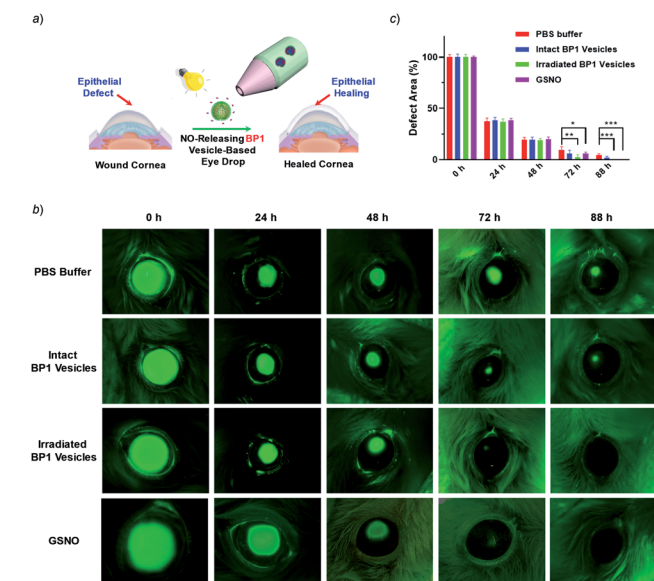 a)
Epithelial
Defect
Epithelial
Healing
NO-Releasing BP1
Vesicle-Based
Eye Drop
Wound Cornea
Healed Cornea
c)
PBS buffer
Intact BP1 Vesicles
Irradiated BP1 Vesicles
GSNO
Defect Area (%)
100
50
0
* ***
** ***
0 h
24 h
48 h
72 h
88 h
b)
0 h 24 h 48 h 72 h 88 h
PBS Buffer
Intact
BP1 Vesicles
Irradiated
BP1 Vesicles
GSNO